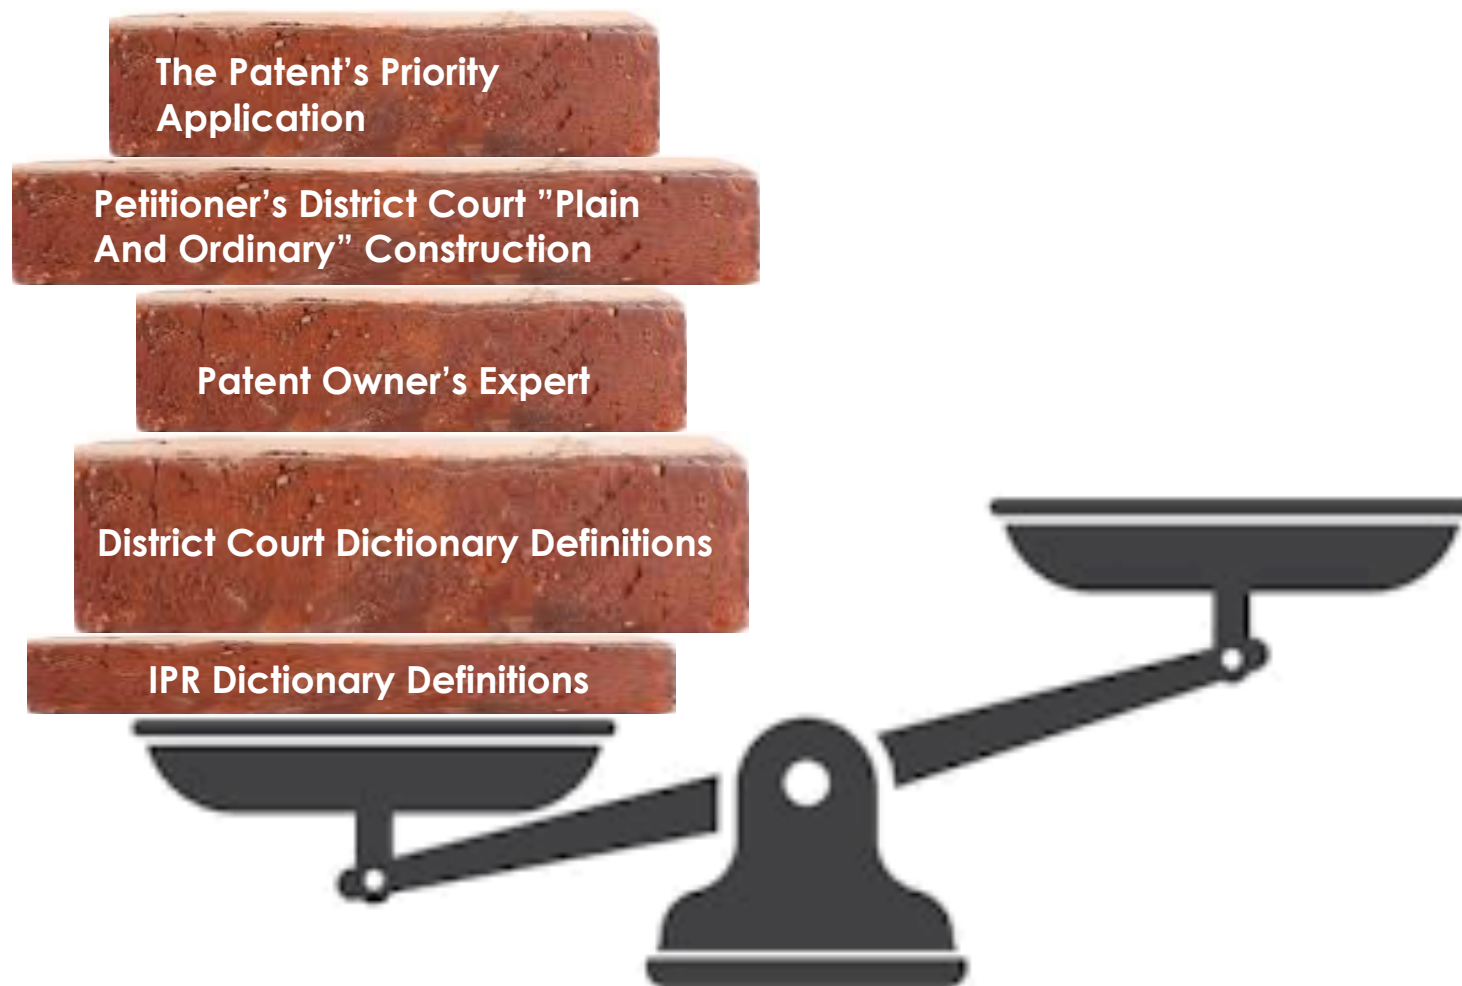 The Patent’s Priority
Application
Petitioner’s District Court ”Plain
And Ordinary” Construction
Patent Owner’s Expert
District Court Dictionary Definitions
IPR Dictionary Definitions